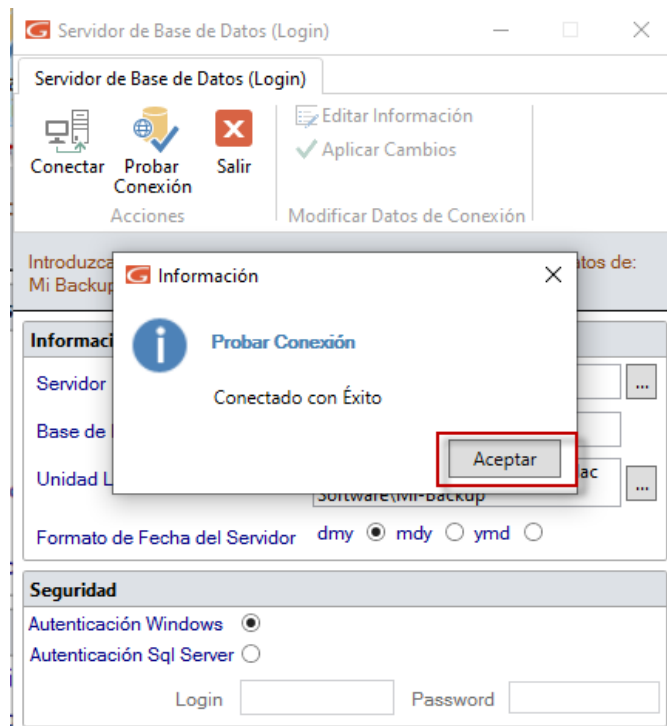 Servidor de Base de Datos (Login)
Servidor de Base de Datos (Login)
Editar Información
Aplicar Cambios
Conectar Probar Conexión Salir
Acciones
Modificar Datos de Conexión
Introduzca
atos de:
Mi Backup
Información
Informaci
Probar Conexión
Conectado con Éxito
Aceptar
Servidor
...
Base de
Unidad L
ac
...
Software\Mi-Backup
Formato de Fecha del Servidor dmy mdy ymd
Seguridad
Autenticación Windows
Autenticación Sql Server
Login Password